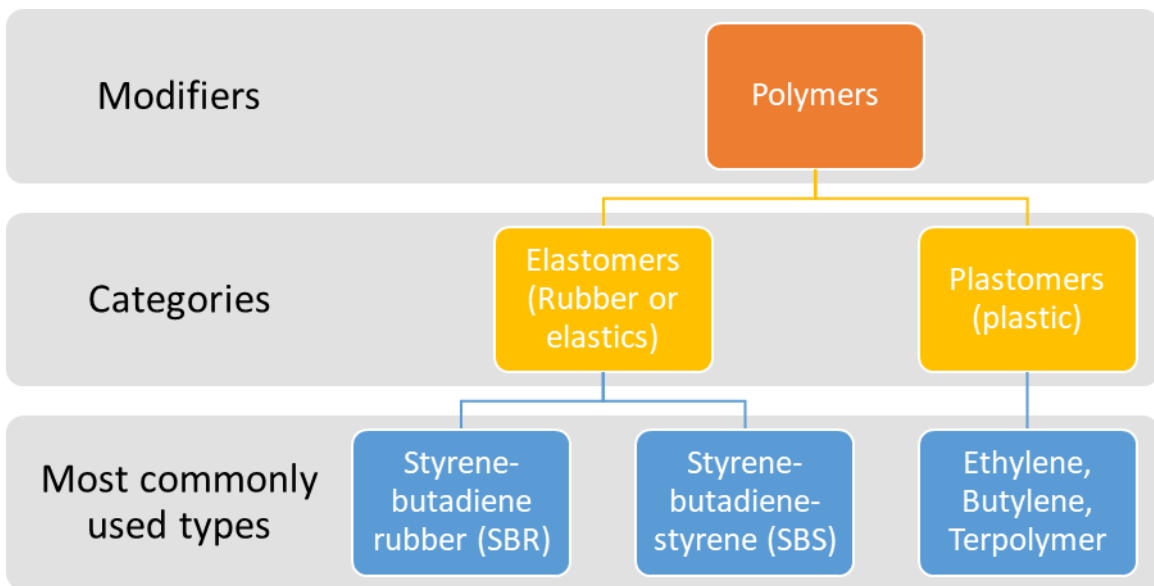 Modifiers
Polymers
Categories
Elastomers
(Rubber or
elastics)
Plastomers
(plastic)
Most commonly
used types
Styrene-
butadiene
rubber (SBR)
Styrene-
butadiene-
styrene (SBS)
Ethylene,
Butylene,
Terpolymer